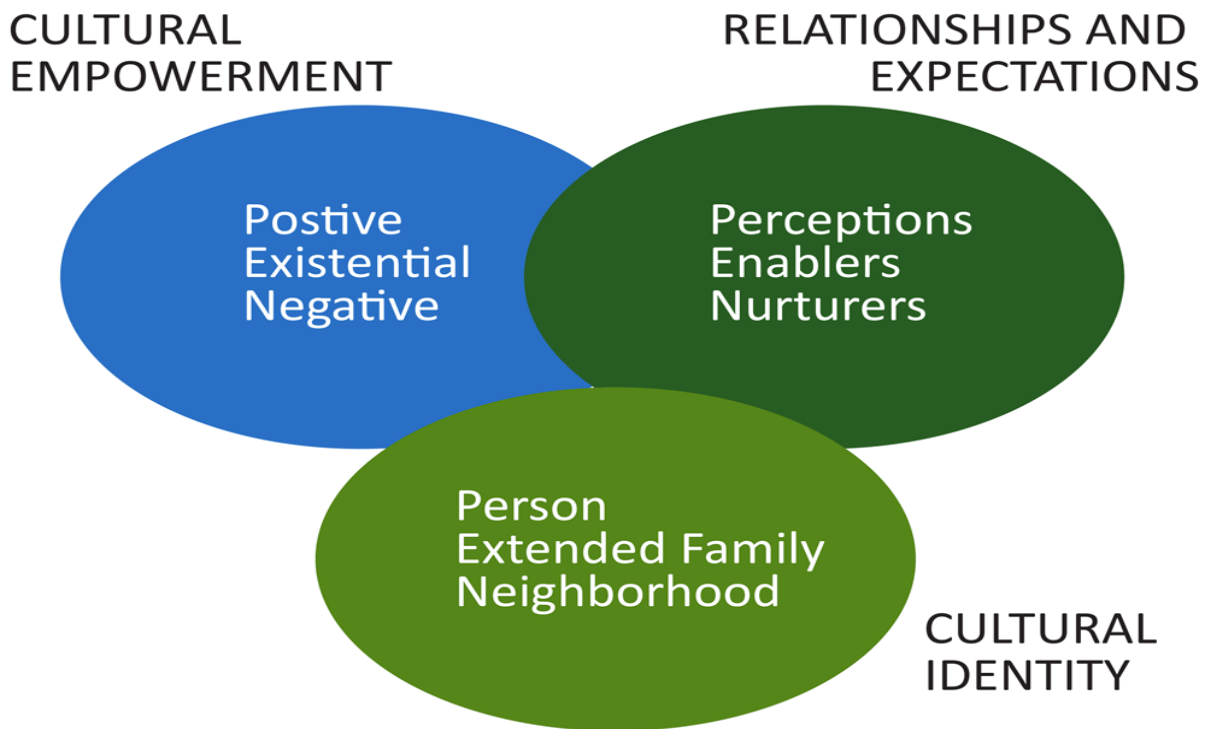 CULTURAL
EMPOWERMENT
RELATIONSHIPS AND
EXPECTATIONS
Postive
Existential
Negative
Perceptions
Enablers
Nurturers
Person
Extended Family
Neighborhood
CULTURAL
IDENTITY